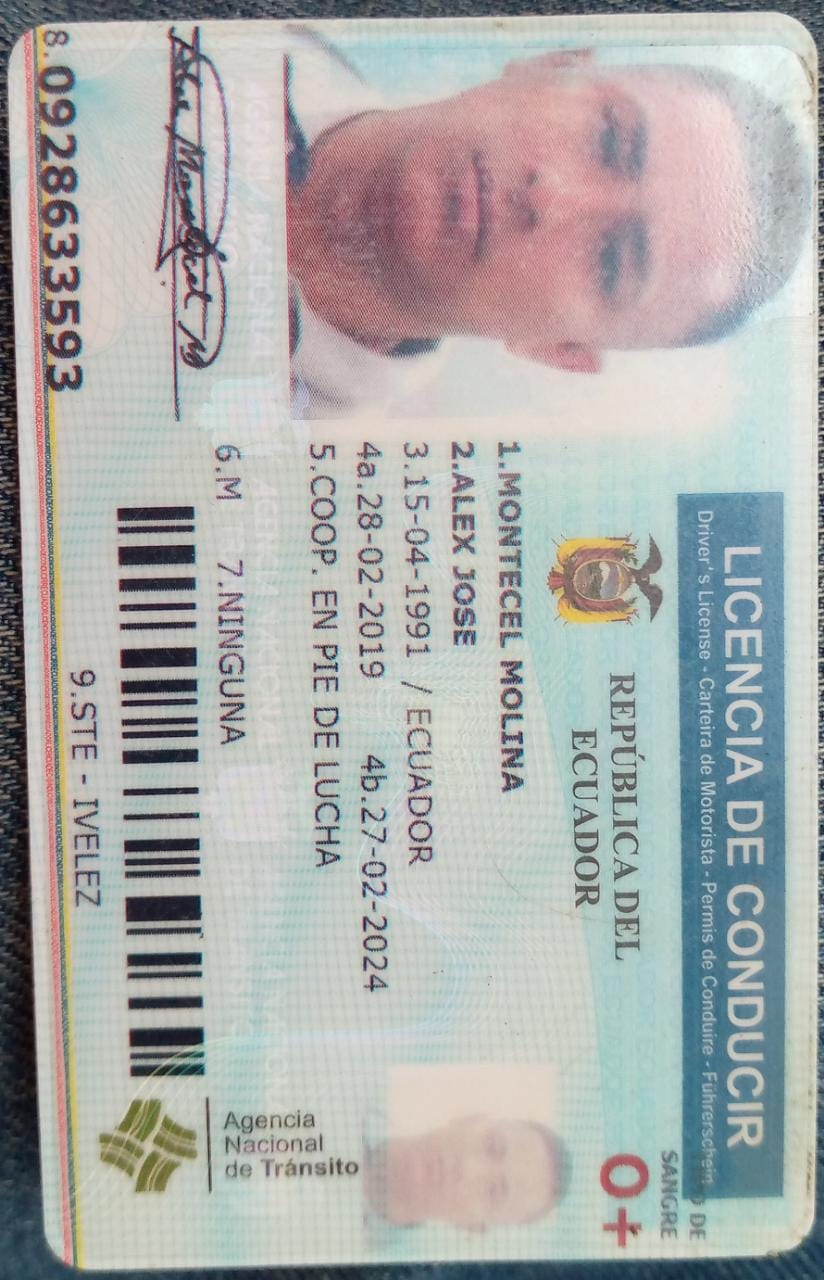 LICENCIA DE CONDUCIR
Driver's License - Carteira de Motorista - Permis de Conduire - Führerschein
DE
SANGRE
O+
REPÚBLICA DEL
ECUADOR
1.MONTECEL MOLINA
2.ALEX JOSE
3.15-04-1991 / ECUADOR
4a.28-02-2019 4b.27-02-2024
5.COOP. EN PIE DE LUCHA
6.M 7.NINGUNA
Agencia
Nacional
de Tránsito
9.STE - IVELEZ
8.0928633593